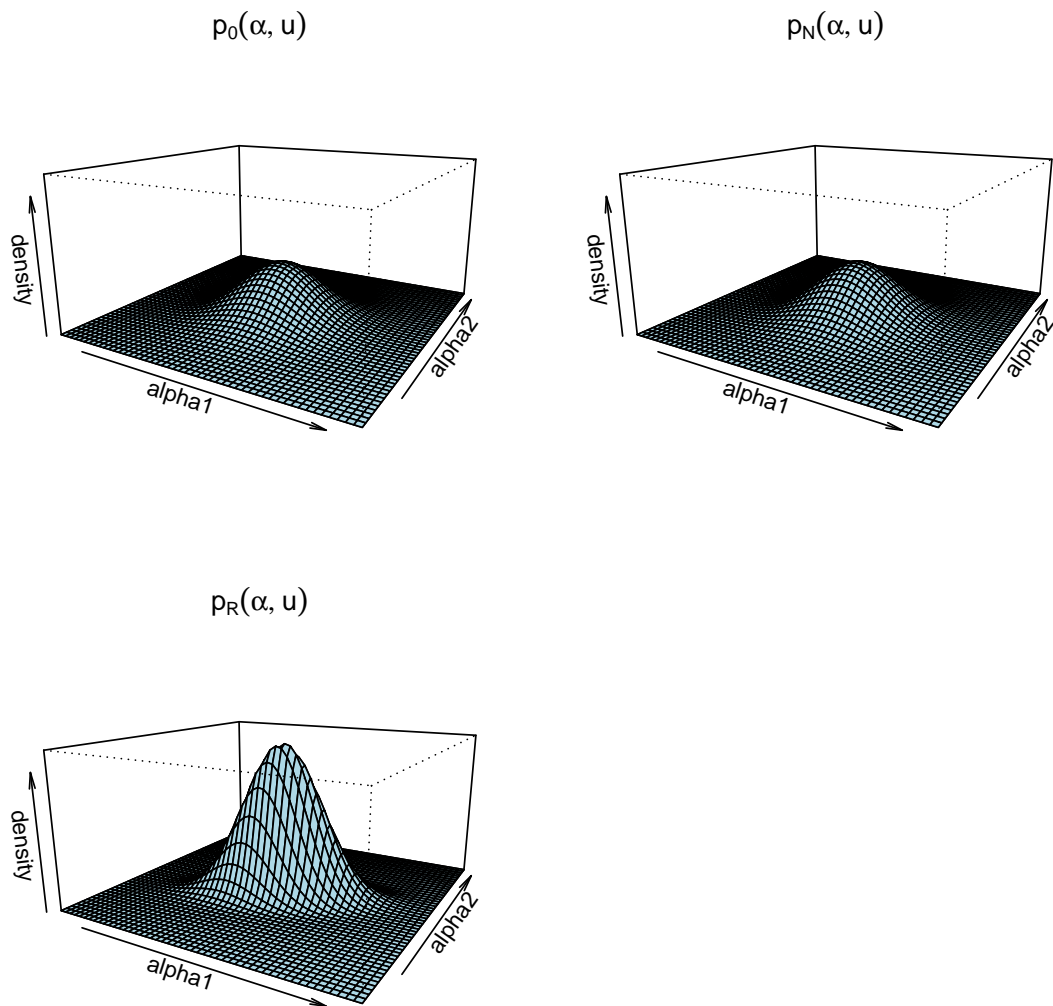 p₀(α, u)
density
alpha1
alpha2
p_N(α, u)
density
alpha1
alpha2
p_R(α, u)
density
alpha1
alpha2